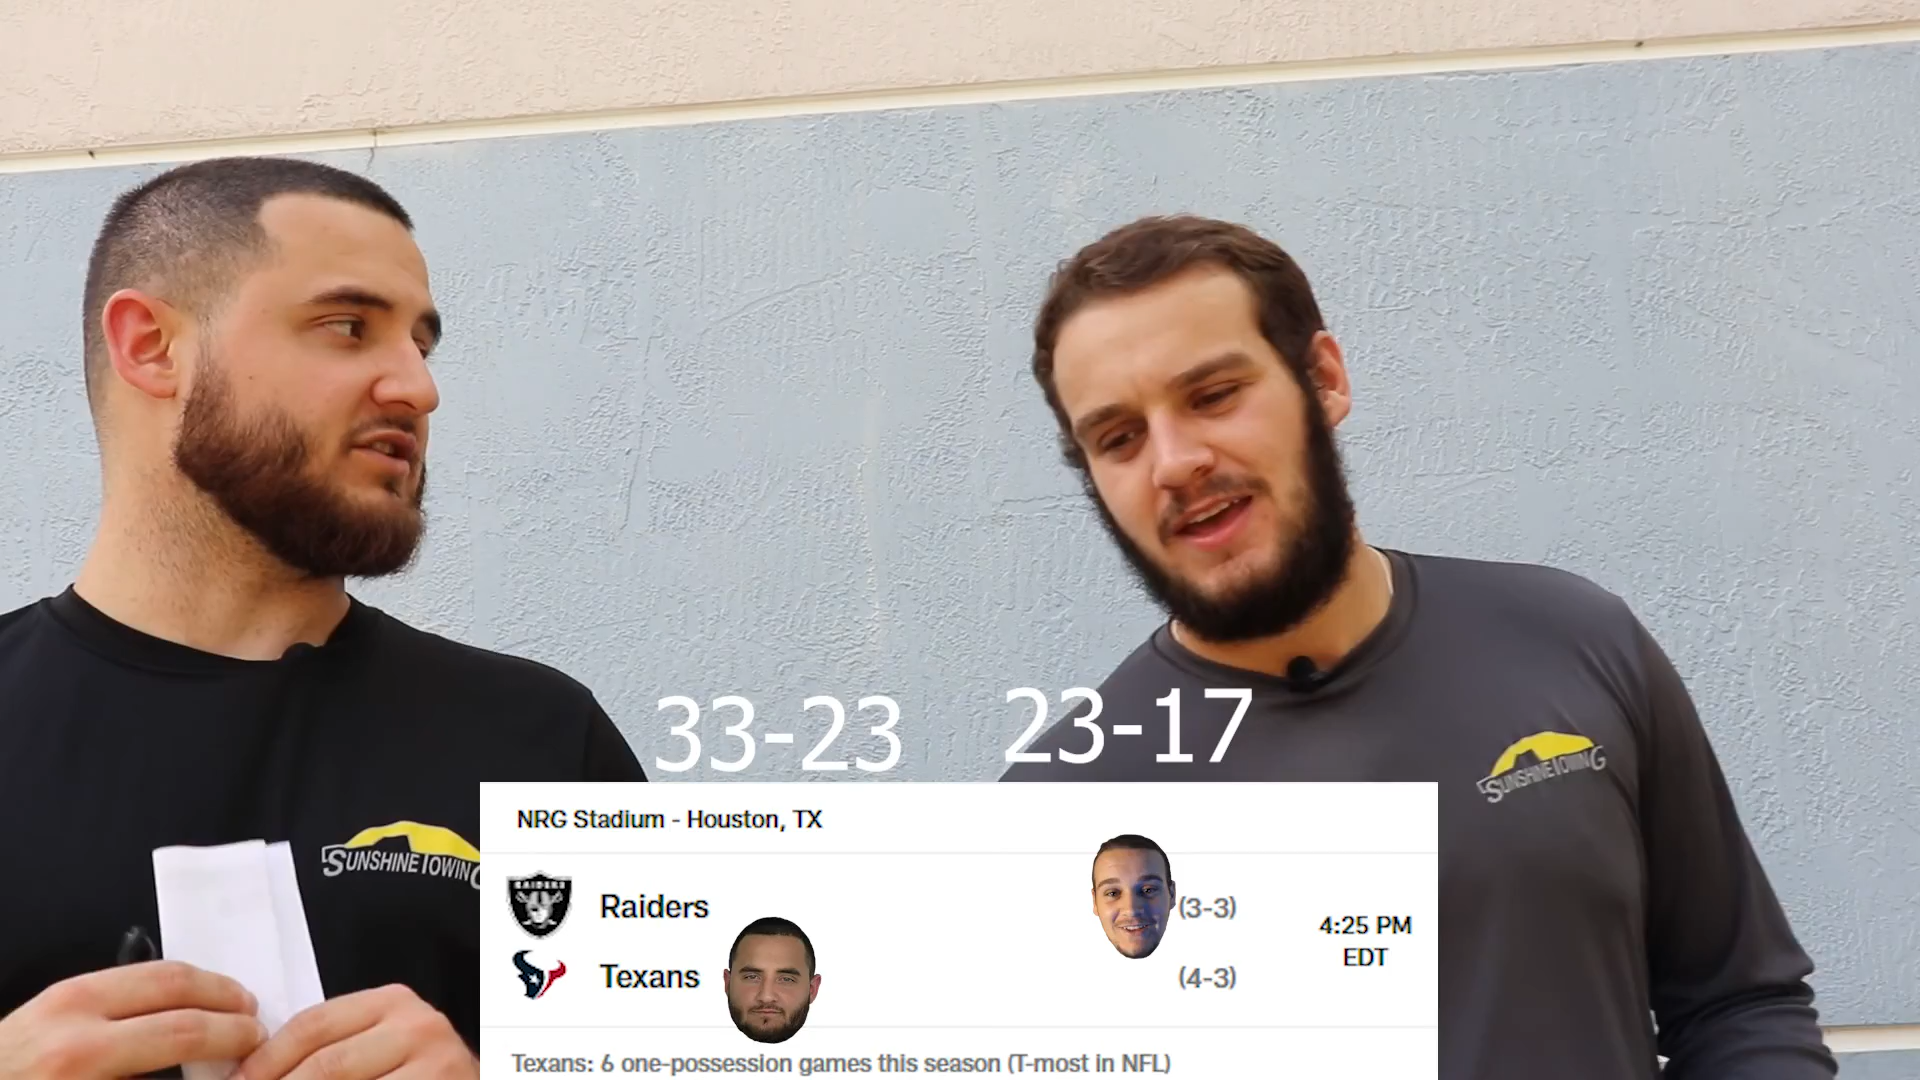 33-23 23-17
SUNSHINE TOWING
SUNSHINE TOWING
NRG Stadium - Houston, TX
RAIDERS
Raiders (3-3)
4:25 PM
EDT
Texans (4-3)
Texans: 6 one-possession games this season (T-most in NFL)